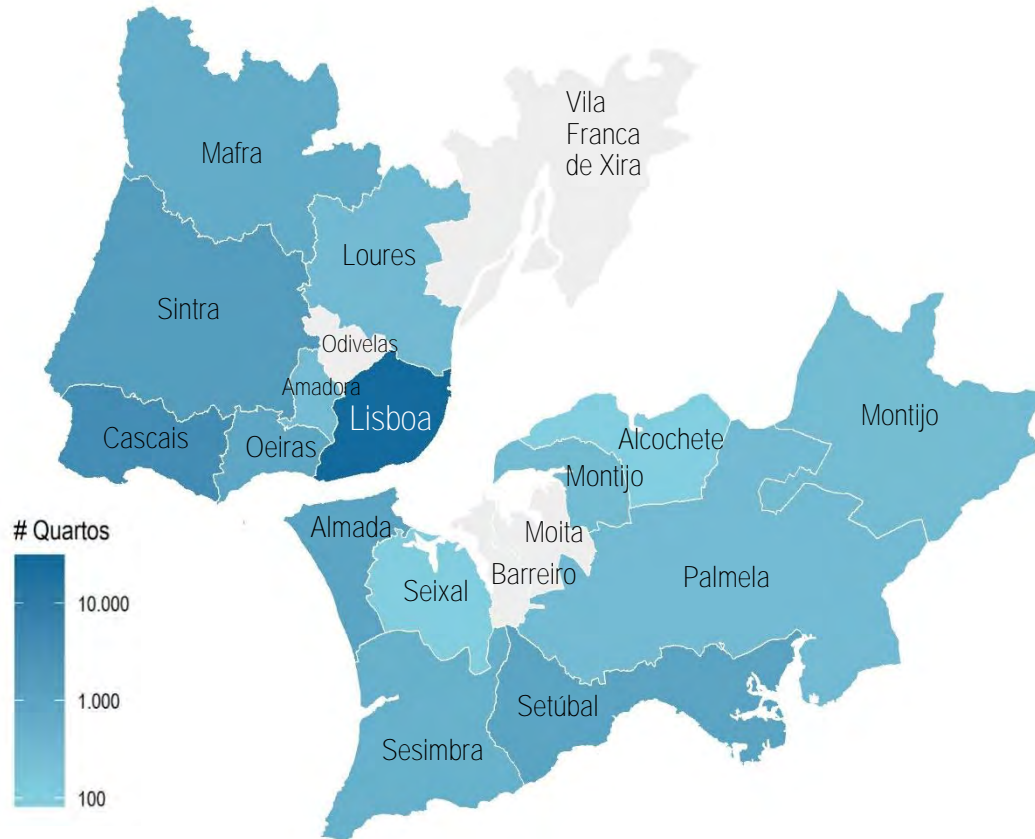 Vila
Franca
de Xira
Mafra
Loures
Sintra
Odivelas
Amadora
Lisboa
Cascais
Oeiras
Montijo
Alcochete
Montijo
Almada
Moita
Barreiro
Seixal
Palmela
Setúbal
Sesimbra
# Quartos
10.000
1.000
100